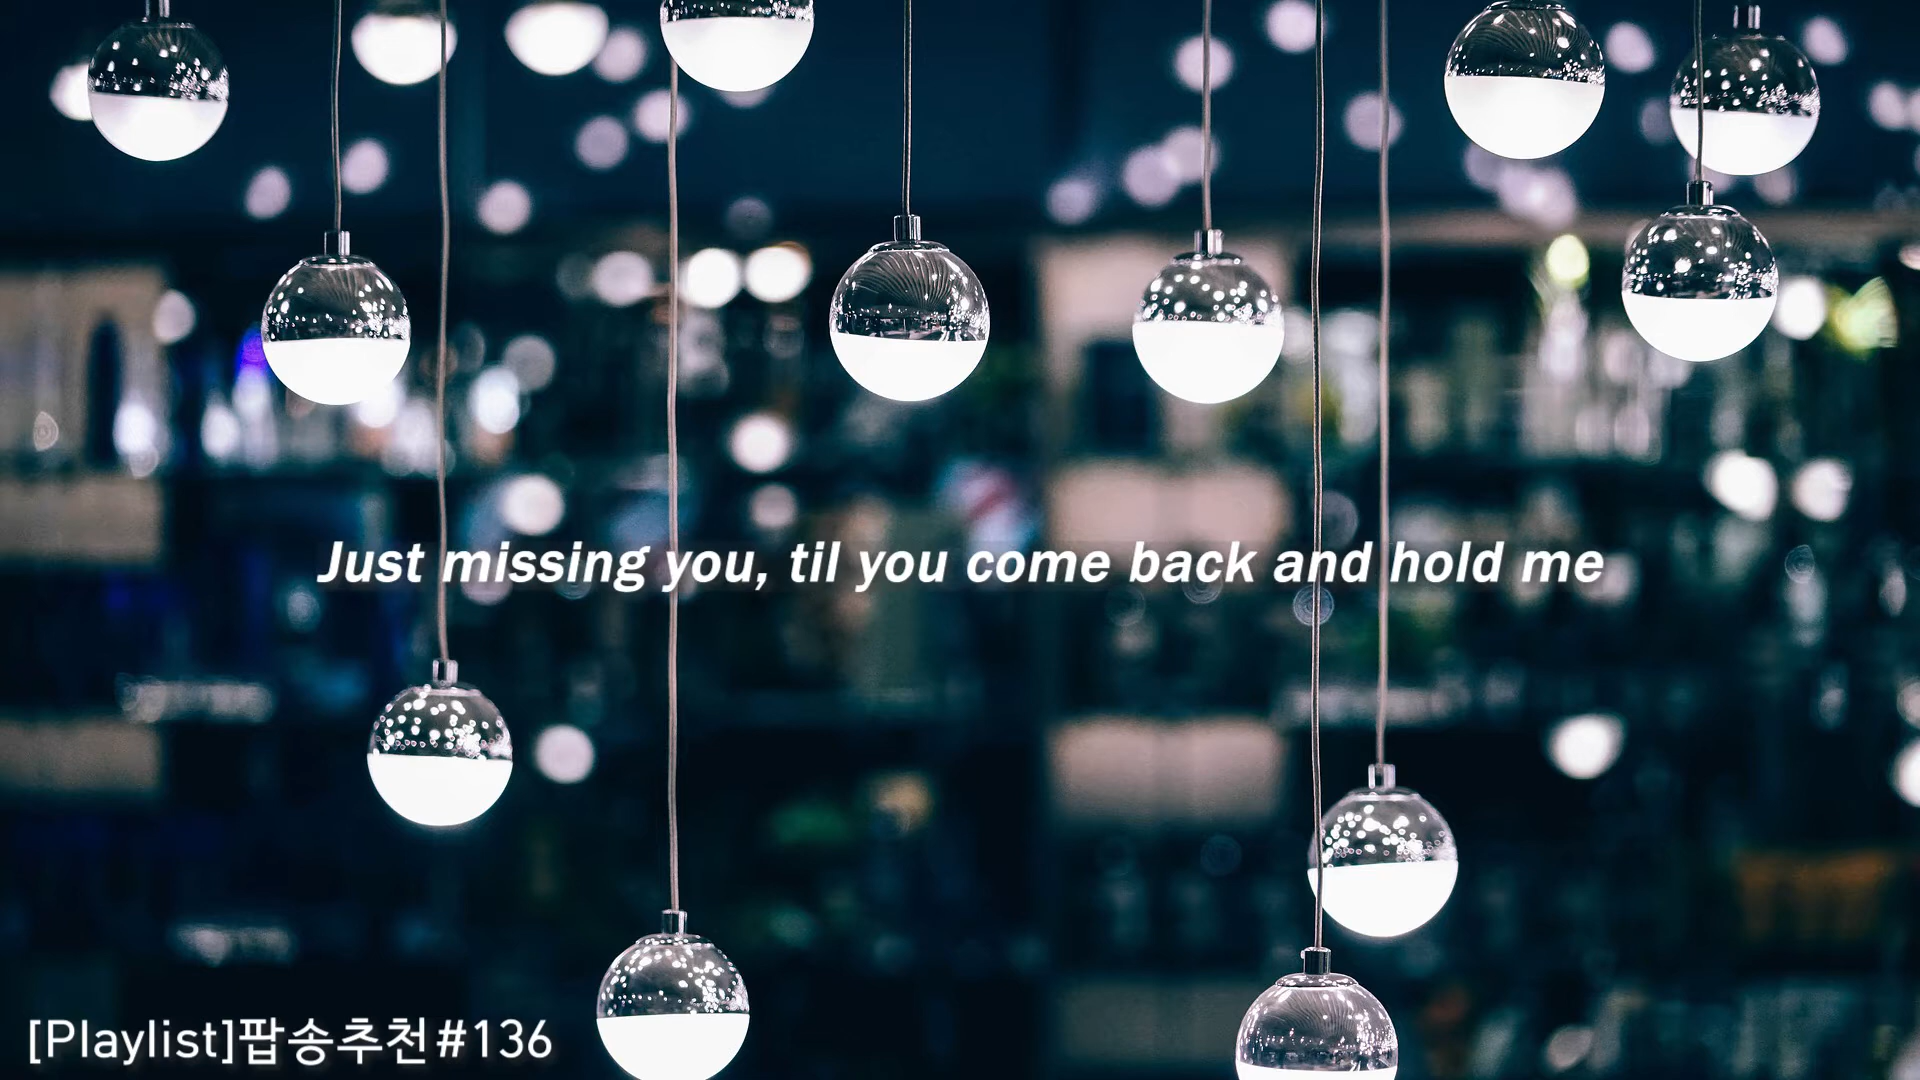 Just missing you, til you come back and hold me
[Playlist]팝송추천#136